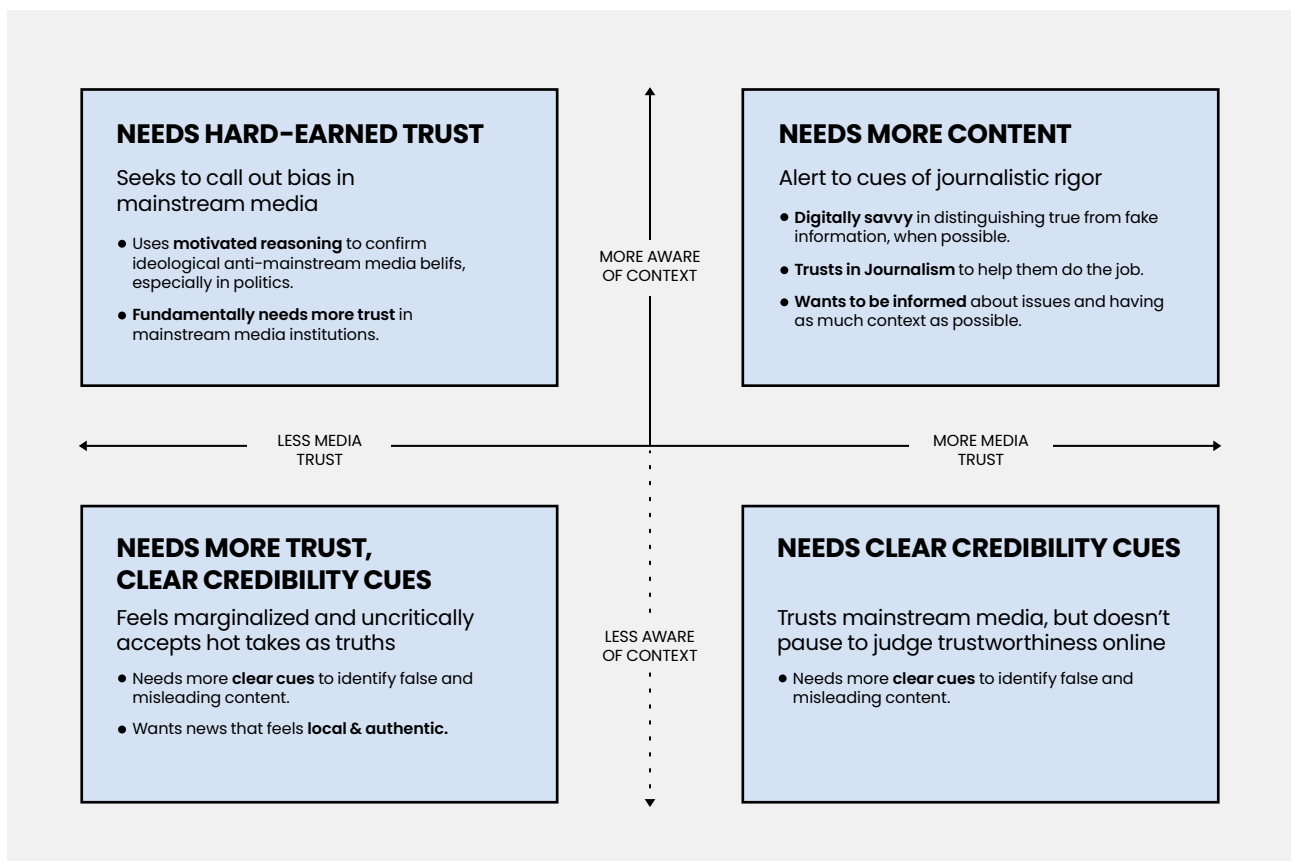 NEEDS HARD-EARNED TRUST
Seeks to call out bias in
mainstream media
• Uses motivated reasoning to confirm
ideological anti-mainstream media belifs,
especially in politics.
• Fundamentally needs more trust in
mainstream media institutions.
MORE AWARE
OF CONTEXT
NEEDS MORE CONTENT
Alert to cues of journalistic rigor
• Digitally savvy in distinguishing true from fake
information, when possible.
• Trusts in Journalism to help them do the job.
• Wants to be informed about issues and having
as much context as possible.
LESS MEDIA
TRUST
MORE MEDIA
TRUST
NEEDS MORE TRUST,
CLEAR CREDIBILITY CUES
Feels marginalized and uncritically
accepts hot takes as truths
• Needs more clear cues to identify false and
misleading content.
• Wants news that feels local & authentic.
LESS AWARE
OF CONTEXT
NEEDS CLEAR CREDIBILITY CUES
Trusts mainstream media, but doesn't
pause to judge trustworthiness online
• Needs more clear cues to identify false and
misleading content.